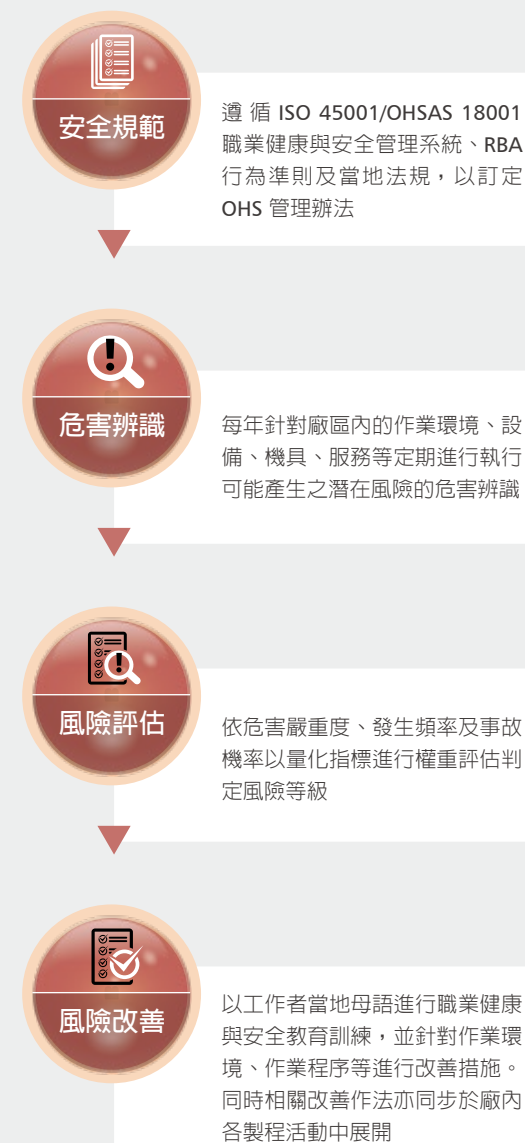 安全規範
遵循 ISO 45001/OHSAS 18001
職業健康與安全管理系統、RBA
行為準則及當地法規，以訂定
OHS 管理辦法
危害辨識
每年針對廠區內的作業環境、設
備、機具、服務等定期進行執行
可能產生之潛在風險的危害辨識
風險評估
依危害嚴重度、發生頻率及事故
機率以量化指標進行權重評估判
定風險等級
風險改善
以工作者當地母語進行職業健康
與安全教育訓練，並針對作業環
境、作業程序等進行改善措施。
同時相關改善作法亦同步於廠內
各製程活動中展開